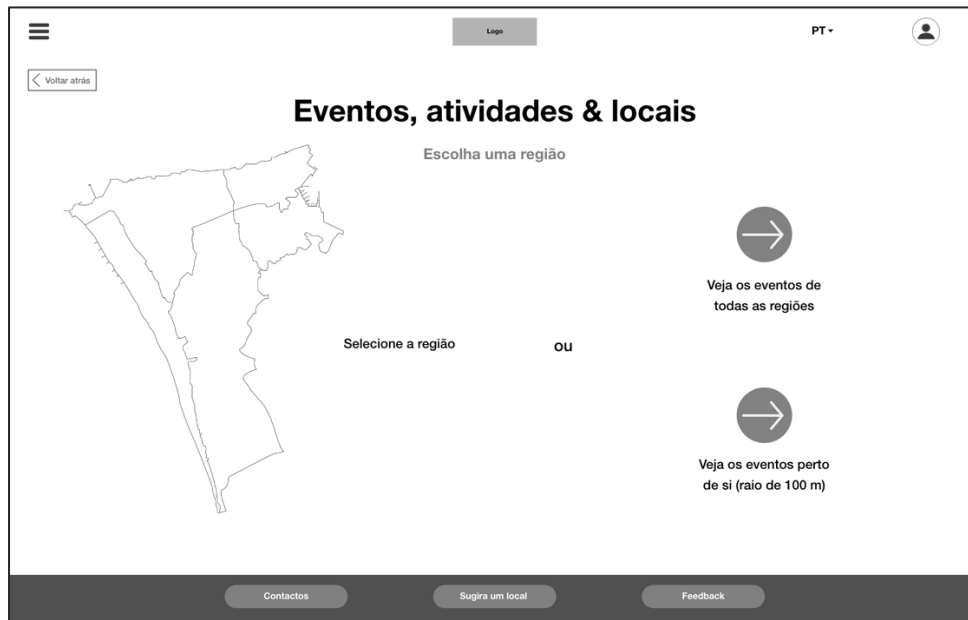 Logo
PT
Voltar atrás
Eventos, atividades & locais
Escolha uma região
Veja os eventos de
todas as regiões
Selecione a região
ou
Veja os eventos perto
de si (raio de 100 m)
Contactos
Sugira um local
Feedback